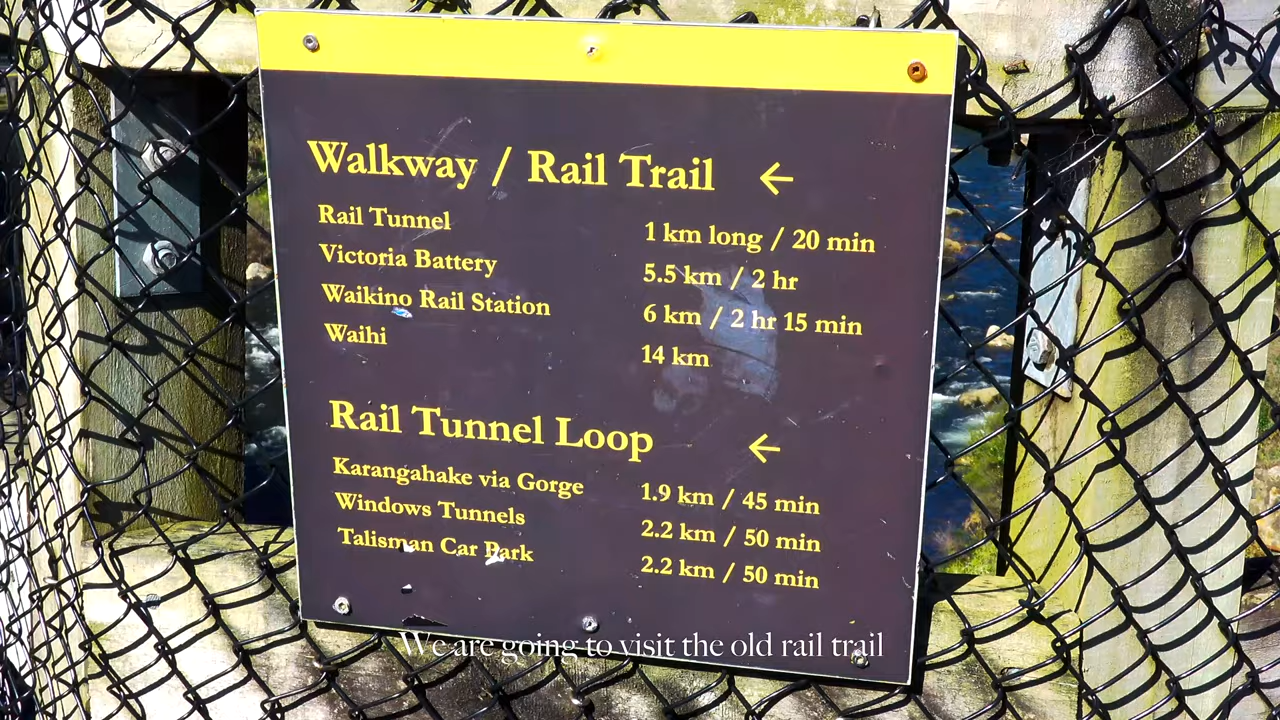 Walkway / Rail Trail ←
Rail Tunnel 1 km long / 20 min
Victoria Battery 5.5 km / 2 hr
Waikino Rail Station 6 km / 2 hr 15 min
Waihi 14 km
Rail Tunnel Loop ←
Karangahake via Gorge 1.9 km / 45 min
Windows Tunnels 2.2 km / 50 min
Talisman Car Park 2.2 km / 50 min
We are going to visit the old rail trail